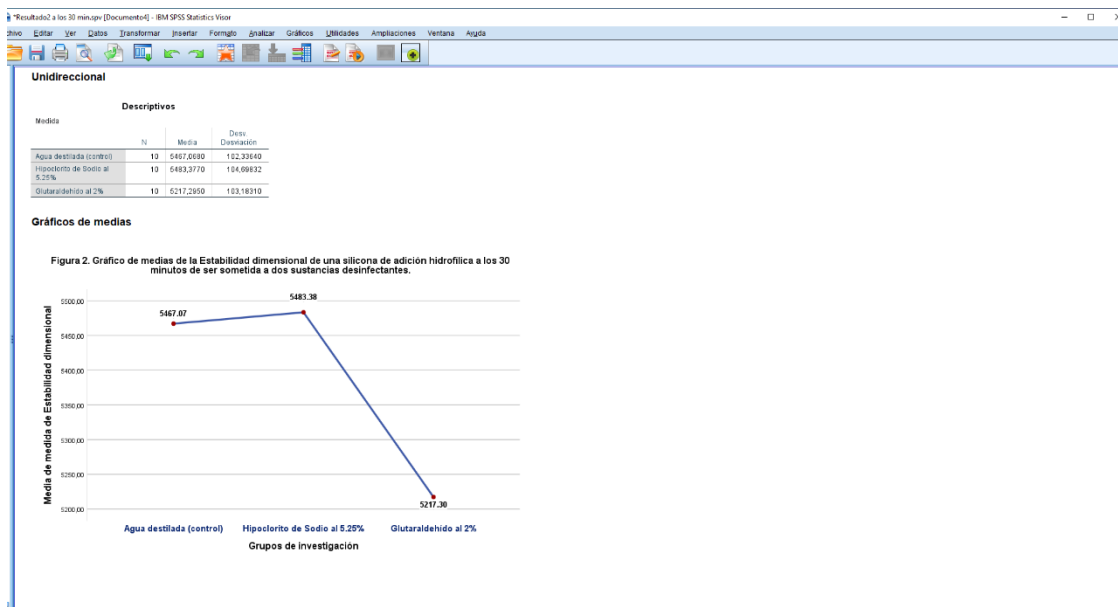 *Resultado2 a los 30 min.spv [Documento4] - IBM SPSS Statistics Visor
chivo Editar Ver Datos Transformar Insertar Formato Analizar Gráficos Utilidades Ampliaciones Ventana Ayuda
Unidireccional
Descriptivos
Medida
N Media Desv. Desviación
Agua destilada (control) 10 5467,0680 102,33640
Hipoclorito de Sodio al 5.25% 10 5483,3770 104,69832
Glutaraldehído al 2% 10 5217,2950 103,18310
Gráficos de medias
Figura 2. Gráfico de medias de la Estabilidad dimensional de una silicona de adición hidrofílica a los 30
minutos de ser sometida a dos sustancias desinfectantes.
Media de medida de Estabilidad dimensional
5500,00
5450,00
5400,00
5350,00
5300,00
5250,00
5200,00
5467.07
5483.38
5217.30
Agua destilada (control) Hipoclorito de Sodio al 5.25% Glutaraldehído al 2%
Grupos de investigación